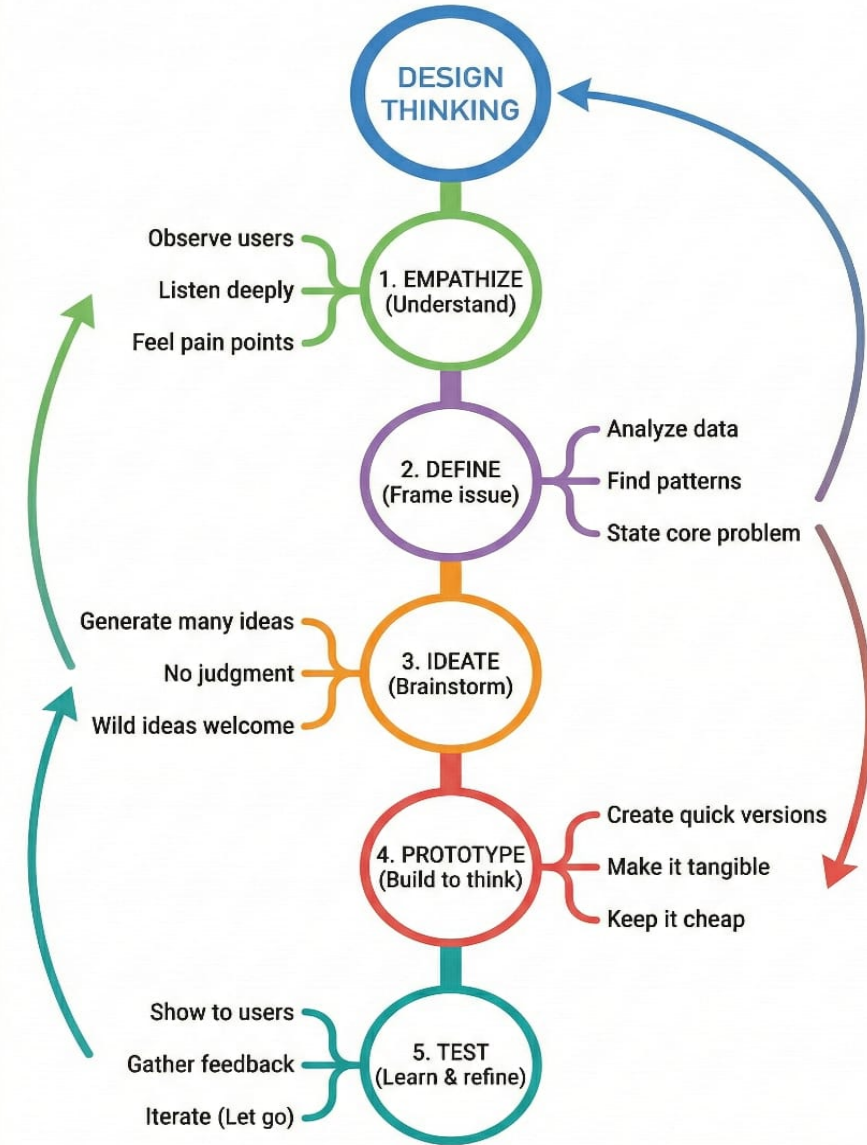 DESIGN
THINKING
Observe users
Listen deeply
Feel pain points
1. EMPATHIZE
(Understand)
2. DEFINE
(Frame issue)
Analyze data
Find patterns
State core problem
Generate many ideas
No judgment
Wild ideas welcome
3. IDEATE
(Brainstorm)
4. PROTOTYPE
(Build to think)
Create quick versions
Make it tangible
Keep it cheap
Show to users
Gather feedback
Iterate (Let go)
5. TEST
(Learn & refine)